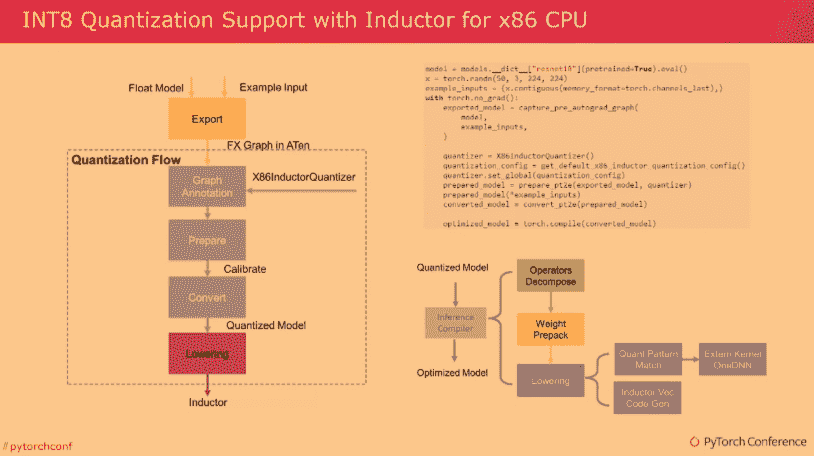 INT8 Quantization Support with Inductor for x86 CPU
Float Model
Example Input
Export
FX Graph in ATen
Quantization Flow
Graph
Annotation
X86InductorQuantizer
Prepare
Calibrate
Convert
Quantized Model
Lowering
Inductor
model = models.__dict__["resnet18"](pretrained=True).eval()
x = torch.randn(50, 3, 224, 224)
example_inputs = (x.contiguous(memory_format=torch.channels_last),)
with torch.no_grad():
exported_model = capture_pre_autograd_graph(
model,
example_inputs,
)
quantizer = X86InductorQuantizer()
quantization_config = get_default_x86_inductor_quantization_config()
quantizer.set_global(quantization_config)
prepared_model = prepare_pt2e(exported_model, quantizer)
prepared_model(*example_inputs)
converted_model = convert_pt2e(prepared_model)
optimized_model = torch.compile(converted_model)
Quantized Model
Inference
Compiler
Optimized Model
Operators
Decompose
Weight
Prepack
Lowering
Quant Pattern
Match
Extern Kernel
OneDNN
Inductor Vec
Code Gen
#pytorchconf
PyTorch Conference